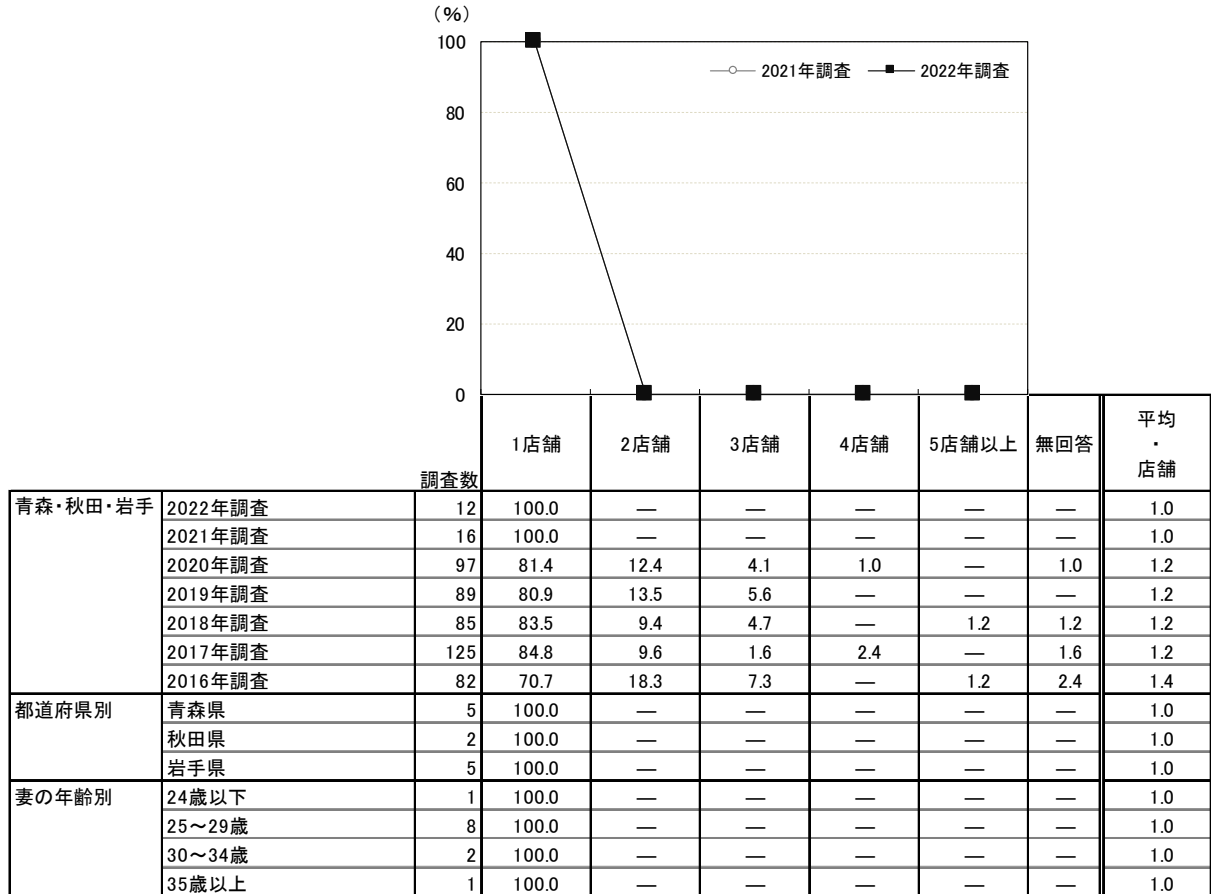 (%)
100
2021年調査 2022年調査
80
60
40
20
0
調査数 1店舗 2店舗 3店舗 4店舗 5店舗以上 無回答 平均・店舗
青森・秋田・岩手 2022年調査 12 100.0 — — — — — 1.0
2021年調査 16 100.0 — — — — — 1.0
2020年調査 97 81.4 12.4 4.1 1.0 — 1.0 1.2
2019年調査 89 80.9 13.5 5.6 — — — 1.2
2018年調査 85 83.5 9.4 4.7 — 1.2 1.2 1.2
2017年調査 125 84.8 9.6 1.6 2.4 — 1.6 1.2
2016年調査 82 70.7 18.3 7.3 — 1.2 2.4 1.4
都道府県別 青森県 5 100.0 — — — — — 1.0
秋田県 2 100.0 — — — — — 1.0
岩手県 5 100.0 — — — — — 1.0
妻の年齢別 24歳以下 1 100.0 — — — — — 1.0
25〜29歳 8 100.0 — — — — — 1.0
30〜34歳 2 100.0 — — — — — 1.0
35歳以上 1 100.0 — — — — — 1.0